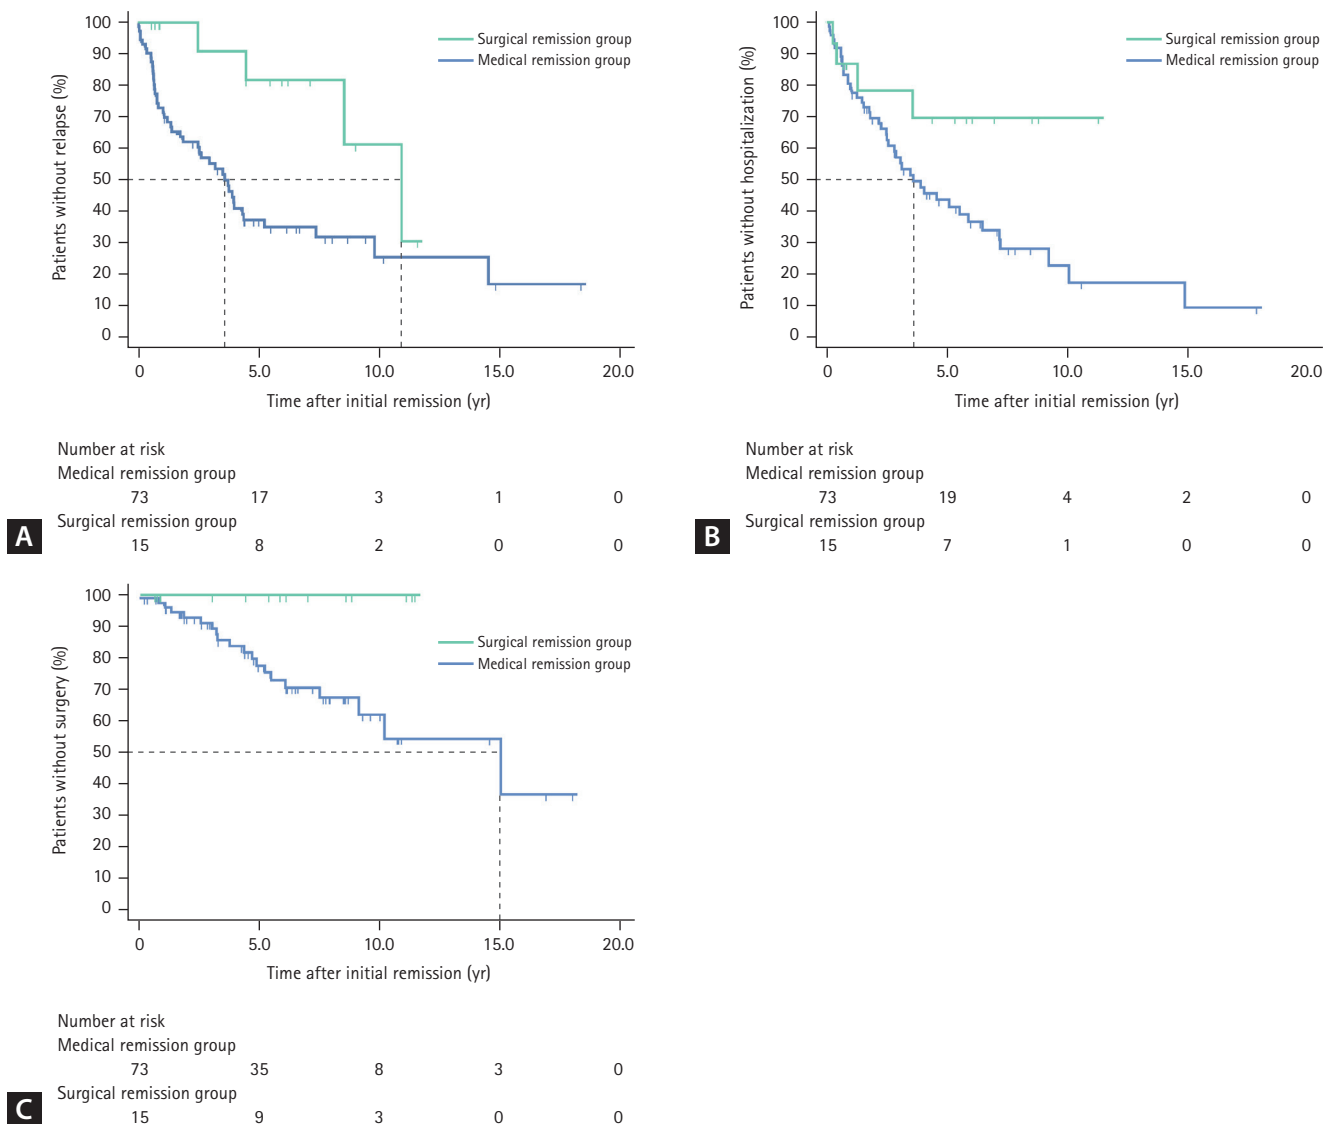 100
90
80
70
60
50
40
30
20
10
0
Patients without relapse (%)
Surgical remission group
Medical remission group
0 5.0 10.0 15.0 20.0
Time after initial remission (yr)
Number at risk
Medical remission group
73 17 3 1 0
Surgical remission group
15 8 2 0 0
A
100
90
80
70
60
50
40
30
20
10
0
Patients without hospitalization (%)
Surgical remission group
Medical remission group
0 5.0 10.0 15.0 20.0
Time after initial remission (yr)
Number at risk
Medical remission group
73 19 4 2 0
Surgical remission group
15 7 1 0 0
B
100
90
80
70
60
50
40
30
20
10
0
Patients without surgery (%)
Surgical remission group
Medical remission group
0 5.0 10.0 15.0 20.0
Time after initial remission (yr)
Number at risk
Medical remission group
73 35 8 3 0
Surgical remission group
15 9 3 0 0
C